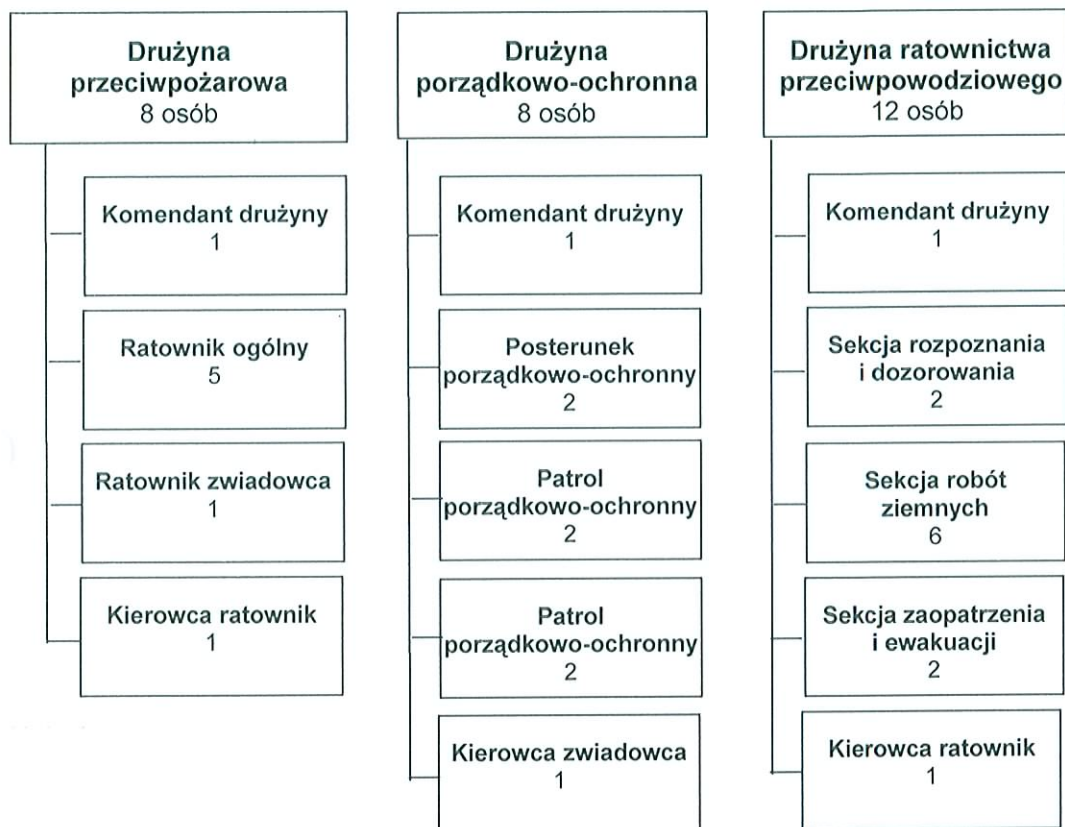 Drużyna
przeciwpożarowa
8 osób
Komendant drużyny
1
Ratownik ogólny
5
Ratownik zwiadowca
1
Kierowca ratownik
1
Drużyna
porządkowo-ochronna
8 osób
Komendant drużyny
1
Posterunek
porządkowo-ochronny
2
Patrol
porządkowo-ochronny
2
Patrol
porządkowo-ochronny
2
Kierowca zwiadowca
1
Drużyna ratownictwa
przeciwpowodziowego
12 osób
Komendant drużyny
1
Sekcja rozpoznania
i dozorowania
2
Sekcja robót
ziemnych
6
Sekcja zaopatrzenia
i ewakuacji
2
Kierowca ratownik
1